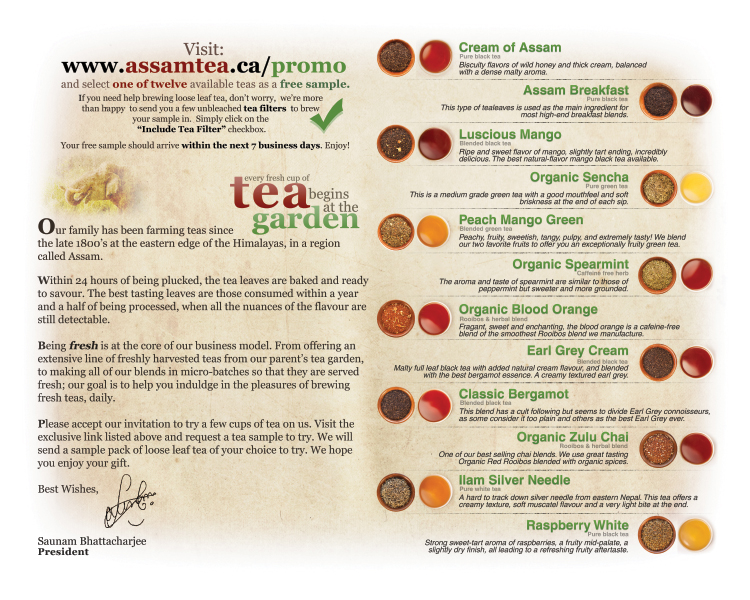 Visit:
www.assamtea.ca/promo
and select one of twelve available teas as a free sample.
If you need help brewing loose leaf tea, don't worry, we're more
than happy to send you a few unbleached tea filters to brew
your sample in. Simply click on the
"Include Tea Filter" checkbox.
Your free sample should arrive within the next 7 business days. Enjoy!
every fresh cup of
tea begins
at the
garden
Our family has been farming teas since
the late 1800's at the eastern edge of the Himalayas, in a region
called Assam.
Within 24 hours of being plucked, the tea leaves are baked and ready
to savour. The best tasting leaves are those consumed within a year
and a half of being processed, when all the nuances of the flavour are
still detectable.
Being fresh is at the core of our business model. From offering an
extensive line of freshly harvested teas from our parent's tea garden,
to making all of our blends in micro-batches so that they are served
fresh; our goal is to help you induldge in the pleasures of brewing
fresh teas, daily.
Please accept our invitation to try a few cups of tea on us. Visit the
exclusive link listed above and request a tea sample to try. We will
send a sample pack of loose leaf tea of your choice to try. We hope
you enjoy your gift.
Best Wishes,
Saunam Bhattacharjee
President
Cream of Assam
Pure black tea
Biscuity flavors of wild honey and thick cream, balanced
with a dense malty aroma.
Assam Breakfast
Pure black tea
This type of tealeaves is used as the main ingredient for
most high-end breakfast blends.
Luscious Mango
Blended black tea
Ripe and sweet flavor of mango, slightly tart ending, incredibly
delicious. The best natural-flavor mango black tea available.
Organic Sencha
Pure green tea
This is a medium grade green tea with a good mouthfeel and soft
briskness at the end of each sip.
Peach Mango Green
Blended green tea
Peachy, fruity, sweetish, tangy, pulpy, and extremely tasty! We blend
our two favorite fruits to offer you an exceptionally fruity green tea.
Organic Spearmint
Caffeine free herb
The aroma and taste of spearmint are similar to those of
peppermint but sweeter and more grounded.
Organic Blood Orange
Rooibos & herbal blend
Fragant, sweet and enchanting, the blood orange is a cafeine-free
blend of the smoothest Rooibos blend we manufacture.
Earl Grey Cream
Blended black tea
Malty full leaf black tea with added natural cream flavour, and blended
with the best bergamot essence. A creamy textured earl grey.
Classic Bergamot
Blended black tea
This blend has a cult following but seems to divide Earl Grey connoisseurs,
as some consider it too plain and others as the best Earl Grey ever.
Organic Zulu Chai
Rooibos & herbal blend
One of our best selling chai blends. We use great tasting
Organic Red Rooibos blended with organic spices.
Ilam Silver Needle
Pure white tea
A hard to track down silver needle from eastern Nepal. This tea offers a
creamy texture, soft muscatel flavour and a very light bite at the end.
Raspberry White
Pure black tea
Strong sweet-tart aroma of raspberries, a fruity mid-palate, a
slightly dry finish, all leading to a refreshing fruity aftertaste.